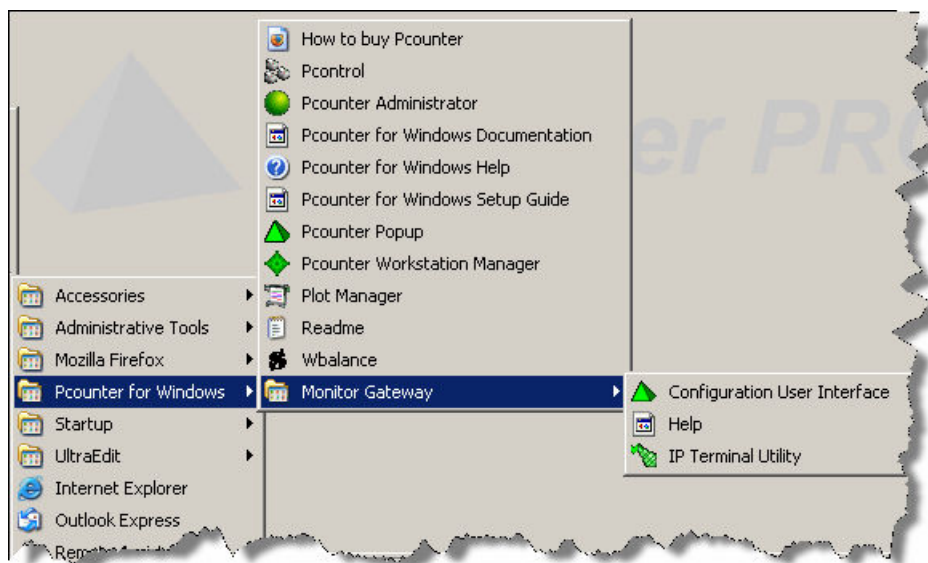 er PRO
How to buy Pcounter
Pcontrol
Pcounter Administrator
Pcounter for Windows Documentation
Pcounter for Windows Help
Pcounter for Windows Setup Guide
Pcounter Popup
Pcounter Workstation Manager
Plot Manager
Readme
Wbalance
Monitor Gateway
Accessories
Administrative Tools
Mozilla Firefox
Pcounter for Windows
Startup
UltraEdit
Internet Explorer
Outlook Express
Configuration User Interface
Help
IP Terminal Utility